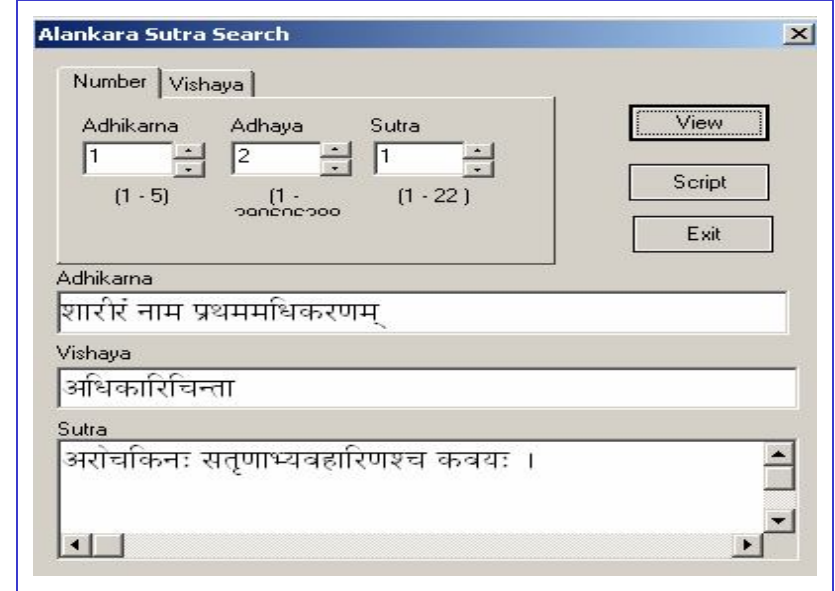 Alankara Sutra Search
Number Vishaya
Adhikarna Adhaya Sutra
1 2 1
(1 - 5) (1 - (1 - 22 )
View
Script
Exit
Adhikarna
शारीरं नाम प्रथममधिकरणम्
Vishaya
अधिकारिचिन्ता
Sutra
अरोचकिनः सतृणाभ्यवहारिणश्च कवयः ।